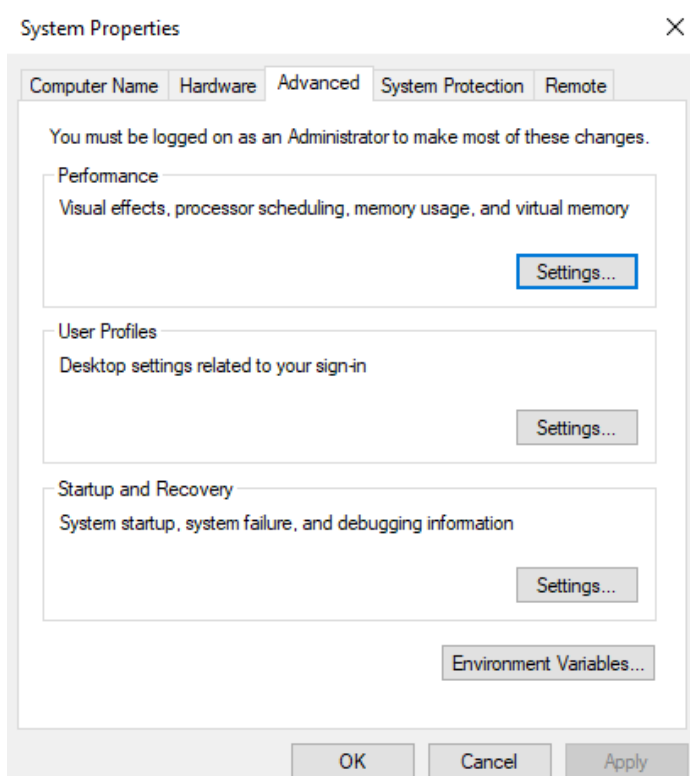 System Properties
Computer Name Hardware Advanced System Protection Remote
You must be logged on as an Administrator to make most of these changes.
Performance
Visual effects, processor scheduling, memory usage, and virtual memory
Settings...
User Profiles
Desktop settings related to your sign-in
Settings...
Startup and Recovery
System startup, system failure, and debugging information
Settings...
Environment Variables...
OK Cancel Apply